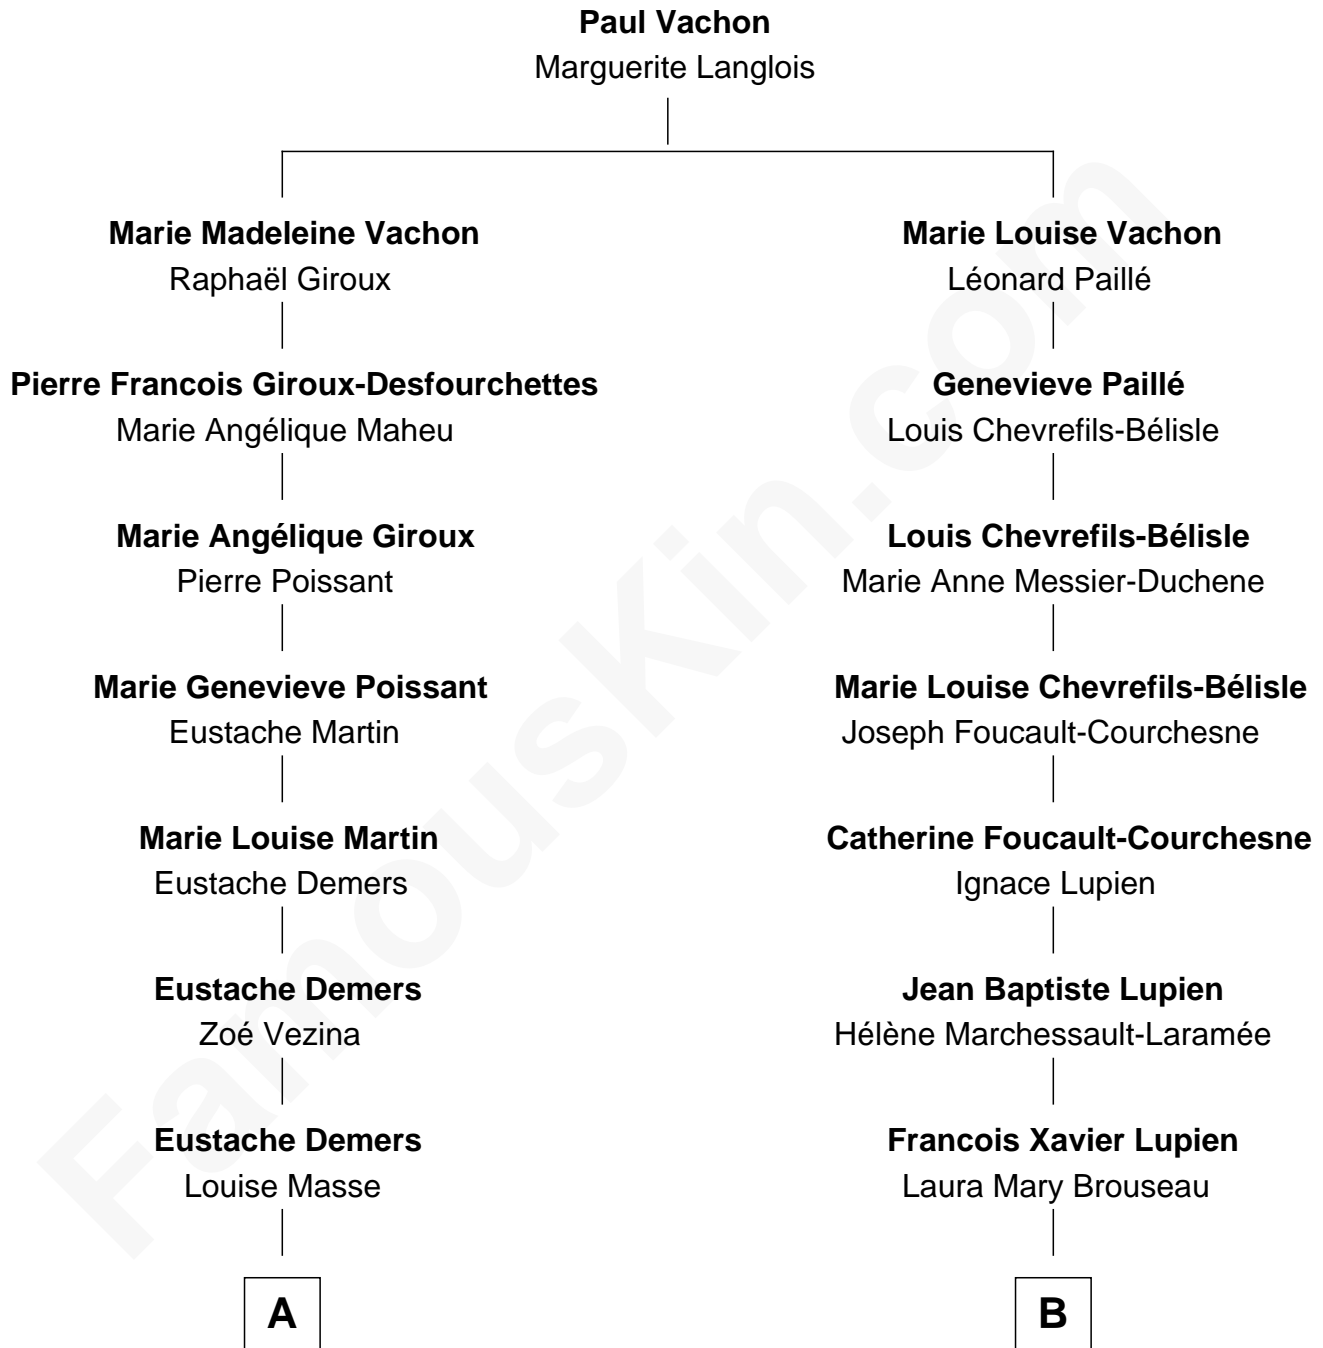 Paul Vachon
Marguerite Langlois
Marie Madeleine Vachon
Raphaël Giroux
Marie Louise Vachon
Léonard Paillé
Pierre Francois Giroux-Desfourchettes
Marie Angélique Maheu
Genevieve Paillé
Louis Chevrefils-Bélisle
Marie Angélique Giroux
Pierre Poissant
Louis Chevrefils-Bélisle
Marie Anne Messier-Duchene
Marie Genevieve Poissant
Eustache Martin
Marie Louise Chevrefils-Bélisle
Joseph Foucault-Courchesne
Marie Louise Martin
Eustache Demers
Catherine Foucault-Courchesne
Ignace Lupien
Eustache Demers
Zoé Vezina
Jean Baptiste Lupien
Hélène Marchessault-Laramée
Eustache Demers
Louise Masse
Francois Xavier Lupien
Laura Mary Brouseau
A
B
FamousKin.com